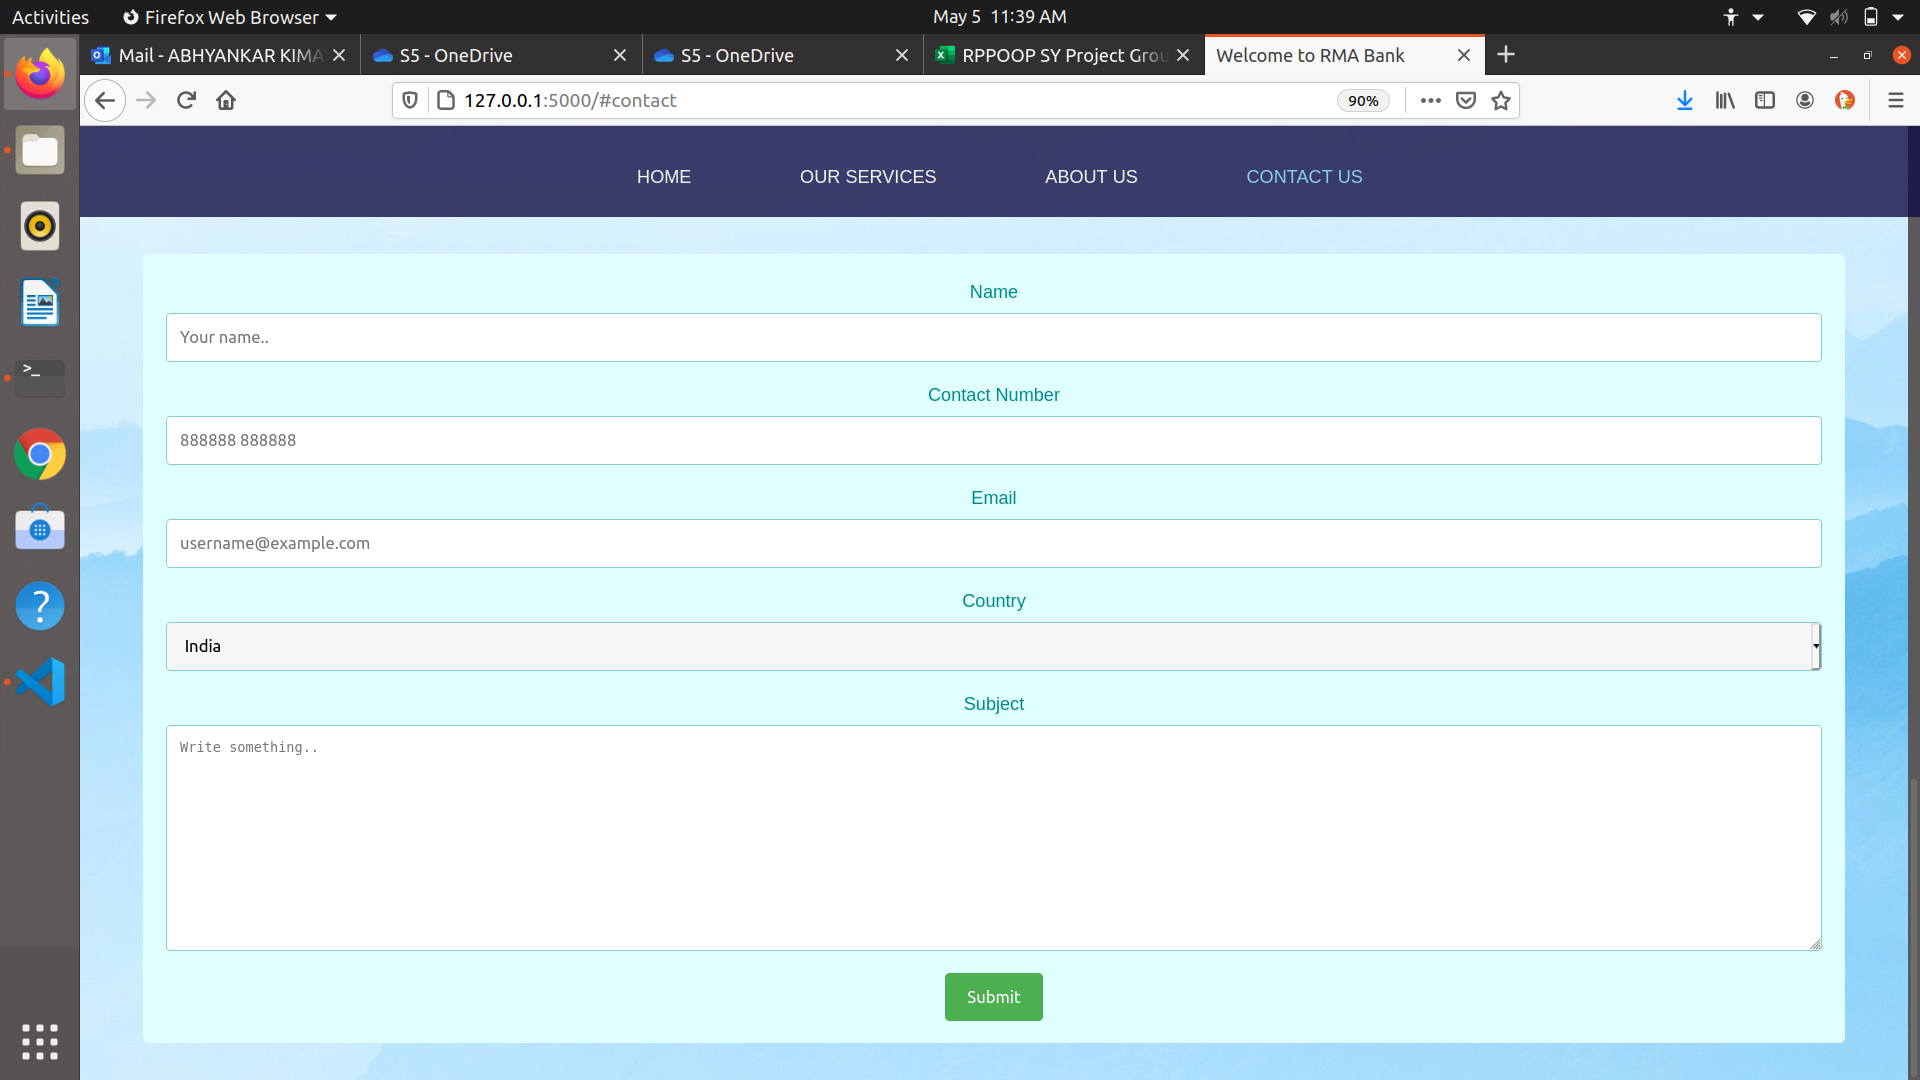 Activities Firefox Web Browser May 5 11:39 AM
Mail - ABHYANKAR KIMA S5 - OneDrive S5 - OneDrive RPPOOP SY Project Grou Welcome to RMA Bank
127.0.0.1:5000/#contact 90%
HOME OUR SERVICES ABOUT US CONTACT US
Name
Your name..
Contact Number
888888 888888
Email
username@example.com
Country
India
Subject
Write something..
Submit